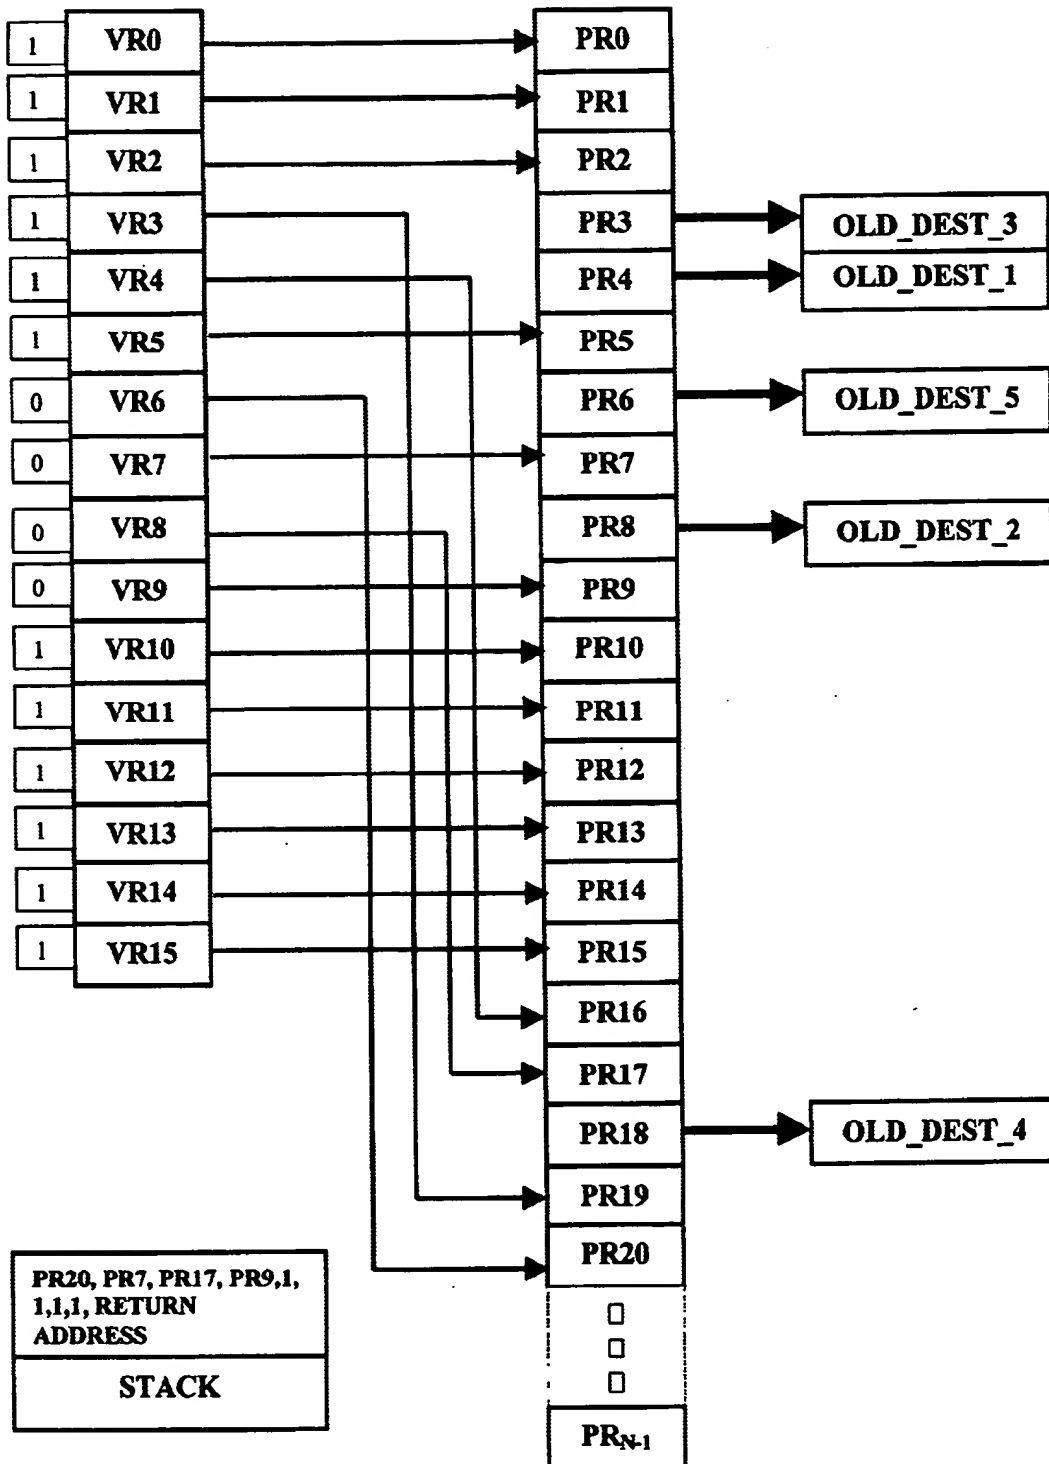 1 VR0 PR0
1 VR1 PR1
1 VR2 PR2
1 VR3 PR3 OLD_DEST_3
1 VR4 PR4 OLD_DEST_1
1 VR5 PR5
0 VR6 PR6 OLD_DEST_5
0 VR7 PR7
0 VR8 PR8 OLD_DEST_2
0 VR9 PR9
1 VR10 PR10
1 VR11 PR11
1 VR12 PR12
1 VR13 PR13
1 VR14 PR14
1 VR15 PR15
PR16
PR17
PR18 OLD_DEST_4
PR19
PR20
PRN-1
PR20, PR7, PR17, PR9,1,
1,1,1, RETURN
ADDRESS
STACK